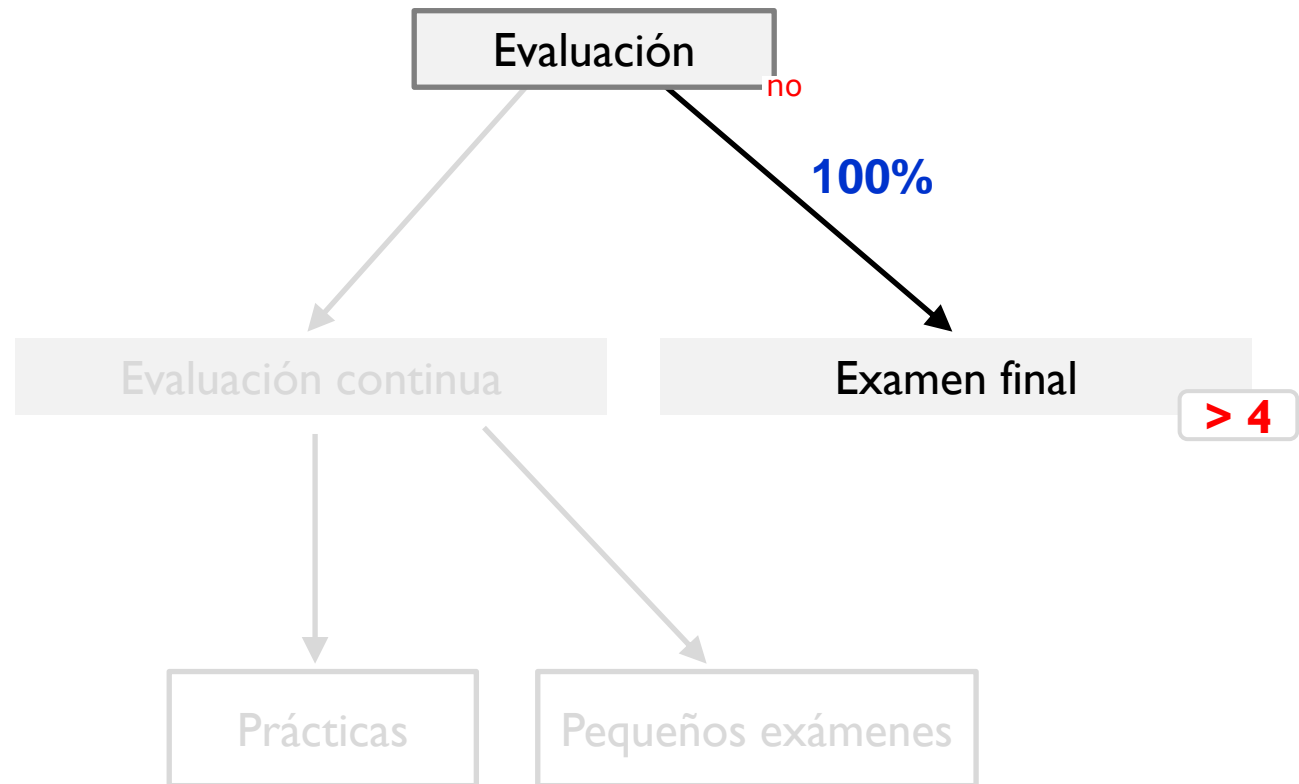 Evaluación
no
100%
Evaluación continua
Examen final
> 4
Prácticas
Pequeños exámenes